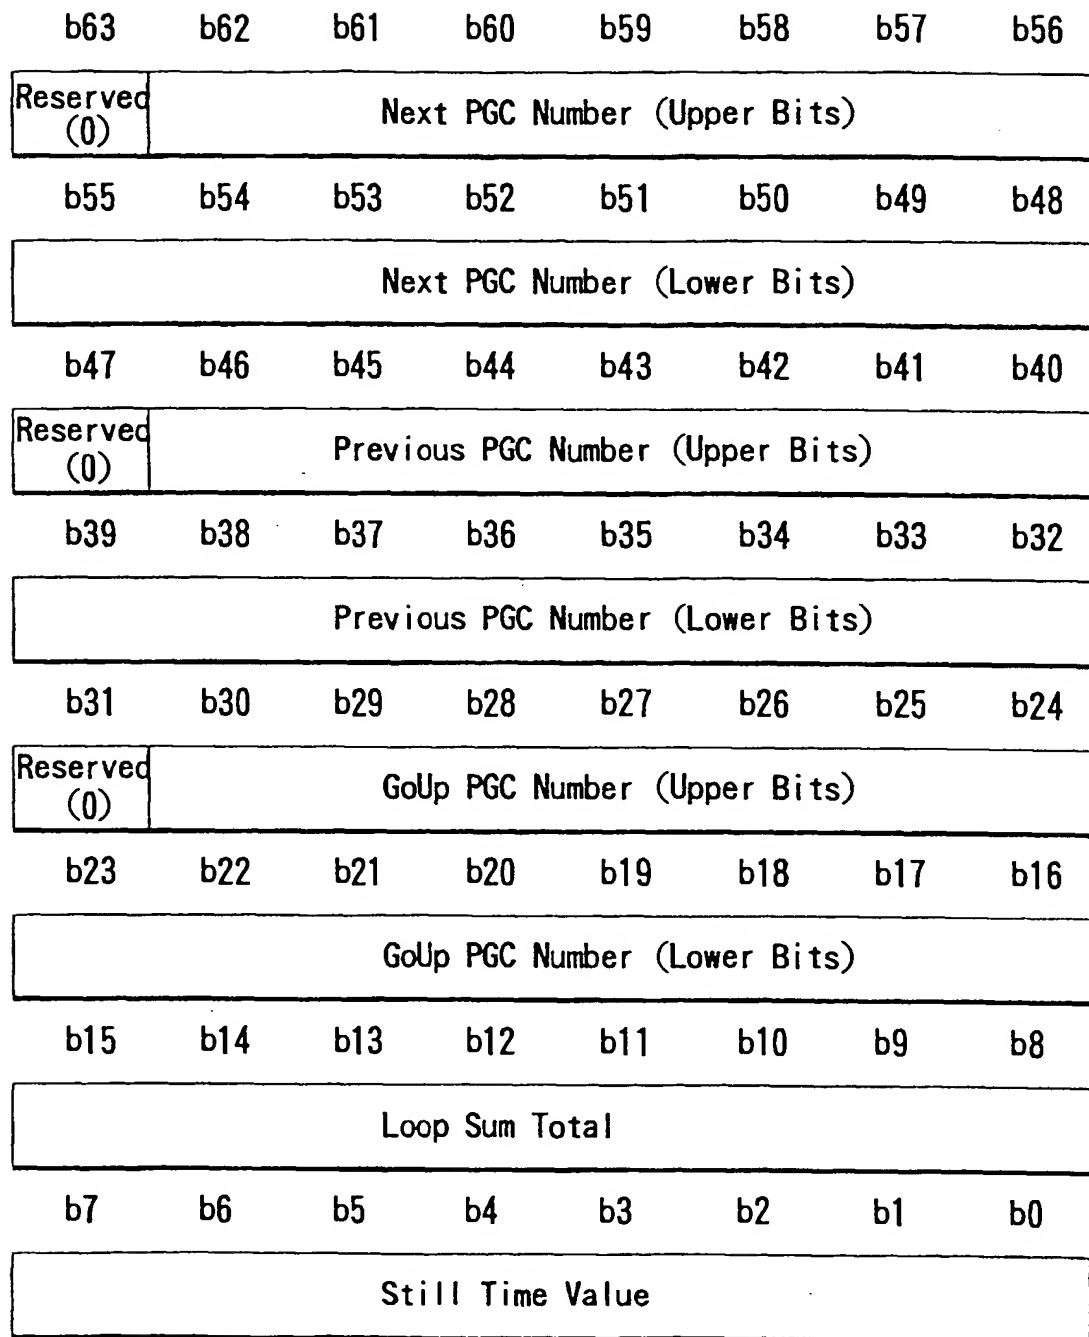 b63 b62 b61 b60 b59 b58 b57 b56
Reserved
(0)
Next PGC Number (Upper Bits)
b55 b54 b53 b52 b51 b50 b49 b48
Next PGC Number (Lower Bits)
b47 b46 b45 b44 b43 b42 b41 b40
Reserved
(0)
Previous PGC Number (Upper Bits)
b39 b38 b37 b36 b35 b34 b33 b32
Previous PGC Number (Lower Bits)
b31 b30 b29 b28 b27 b26 b25 b24
Reserved
(0)
GoUp PGC Number (Upper Bits)
b23 b22 b21 b20 b19 b18 b17 b16
GoUp PGC Number (Lower Bits)
b15 b14 b13 b12 b11 b10 b9 b8
Loop Sum Total
b7 b6 b5 b4 b3 b2 b1 b0
Still Time Value